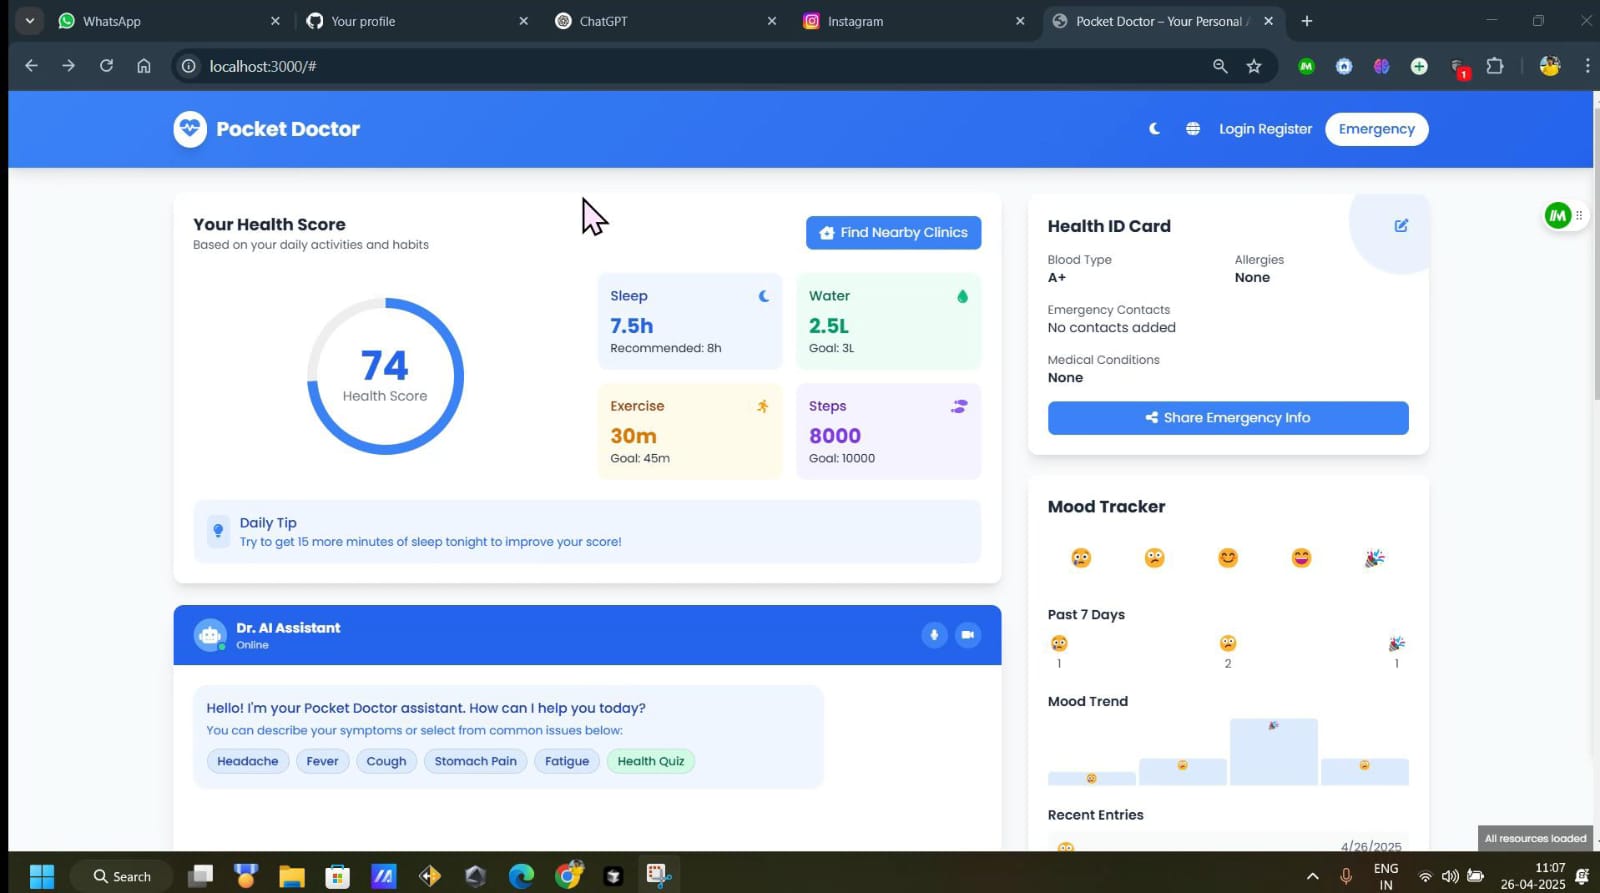 WhatsApp
Your profile
ChatGPT
Instagram
Pocket Doctor – Your Personal A
localhost:3000/#
1
Pocket Doctor
Login Register
Emergency
Your Health Score
Based on your daily activities and habits
Find Nearby Clinics
74
Health Score
Sleep
7.5h
Recommended: 8h
Water
2.5L
Goal: 3L
Exercise
30m
Goal: 45m
Steps
8000
Goal: 10000
Daily Tip
Try to get 15 more minutes of sleep tonight to improve your score!
Dr. AI Assistant
Online
Hello! I'm your Pocket Doctor assistant. How can I help you today?
You can describe your symptoms or select from common issues below:
Headache
Fever
Cough
Stomach Pain
Fatigue
Health Quiz
Health ID Card
Blood Type
A+
Allergies
None
Emergency Contacts
No contacts added
Medical Conditions
None
Share Emergency Info
Mood Tracker
Past 7 Days
1
2
1
Mood Trend
Recent Entries
4/26/2025
All resources loaded
Search
ENG
IN
11:07
26-04-2025